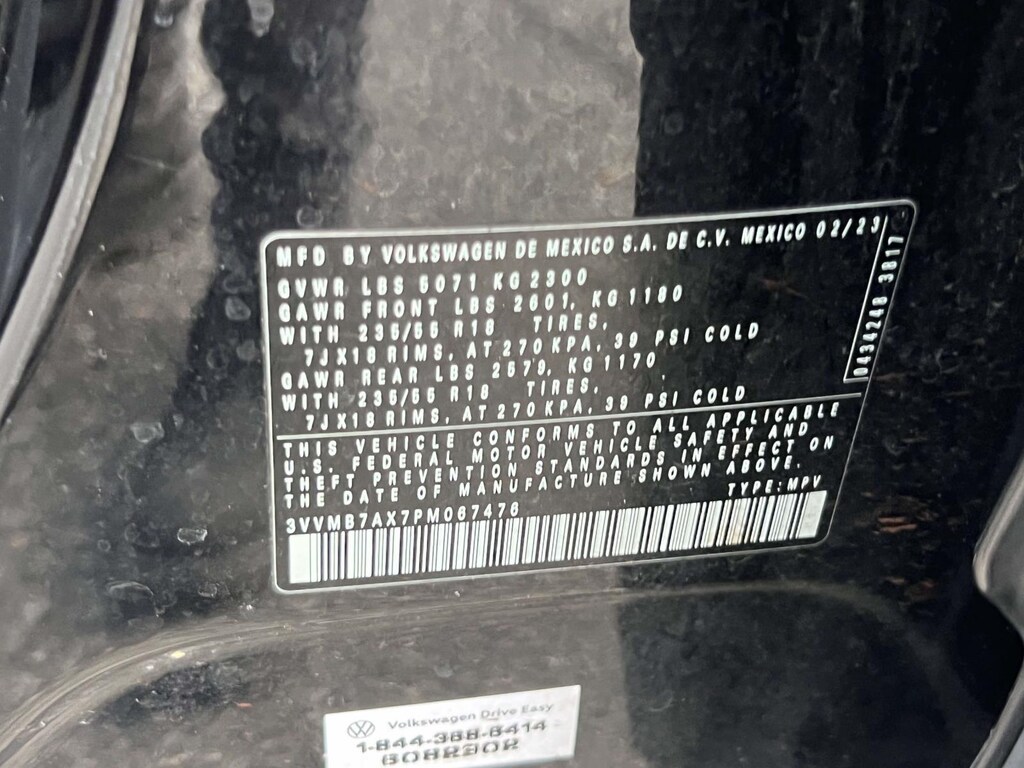 MFD BY VOLKSWAGEN DE MEXICO S.A. DE C.V. MEXICO 02/23
GVWR LBS 5071 KG 2300
GAWR FRONT LBS 2601, KG 1180
WITH 235/55 R18 TIRES,
7JX18 RIMS, AT 270 KPA, 39 PSI COLD
GAWR REAR LBS 2579, KG 1170
WITH 235/55 R18 TIRES,
7JX18 RIMS, AT 270 KPA, 39 PSI COLD
0434248 3817
THIS VEHICLE CONFORMS TO ALL APPLICABLE
U.S. FEDERAL MOTOR VEHICLE SAFETY AND
THEFT PREVENTION STANDARDS IN EFFECT ON
THE DATE OF MANUFACTURE SHOWN ABOVE.
3VVMB7AX7PM067476 TYPE: MPV
Volkswagen Drive Easy